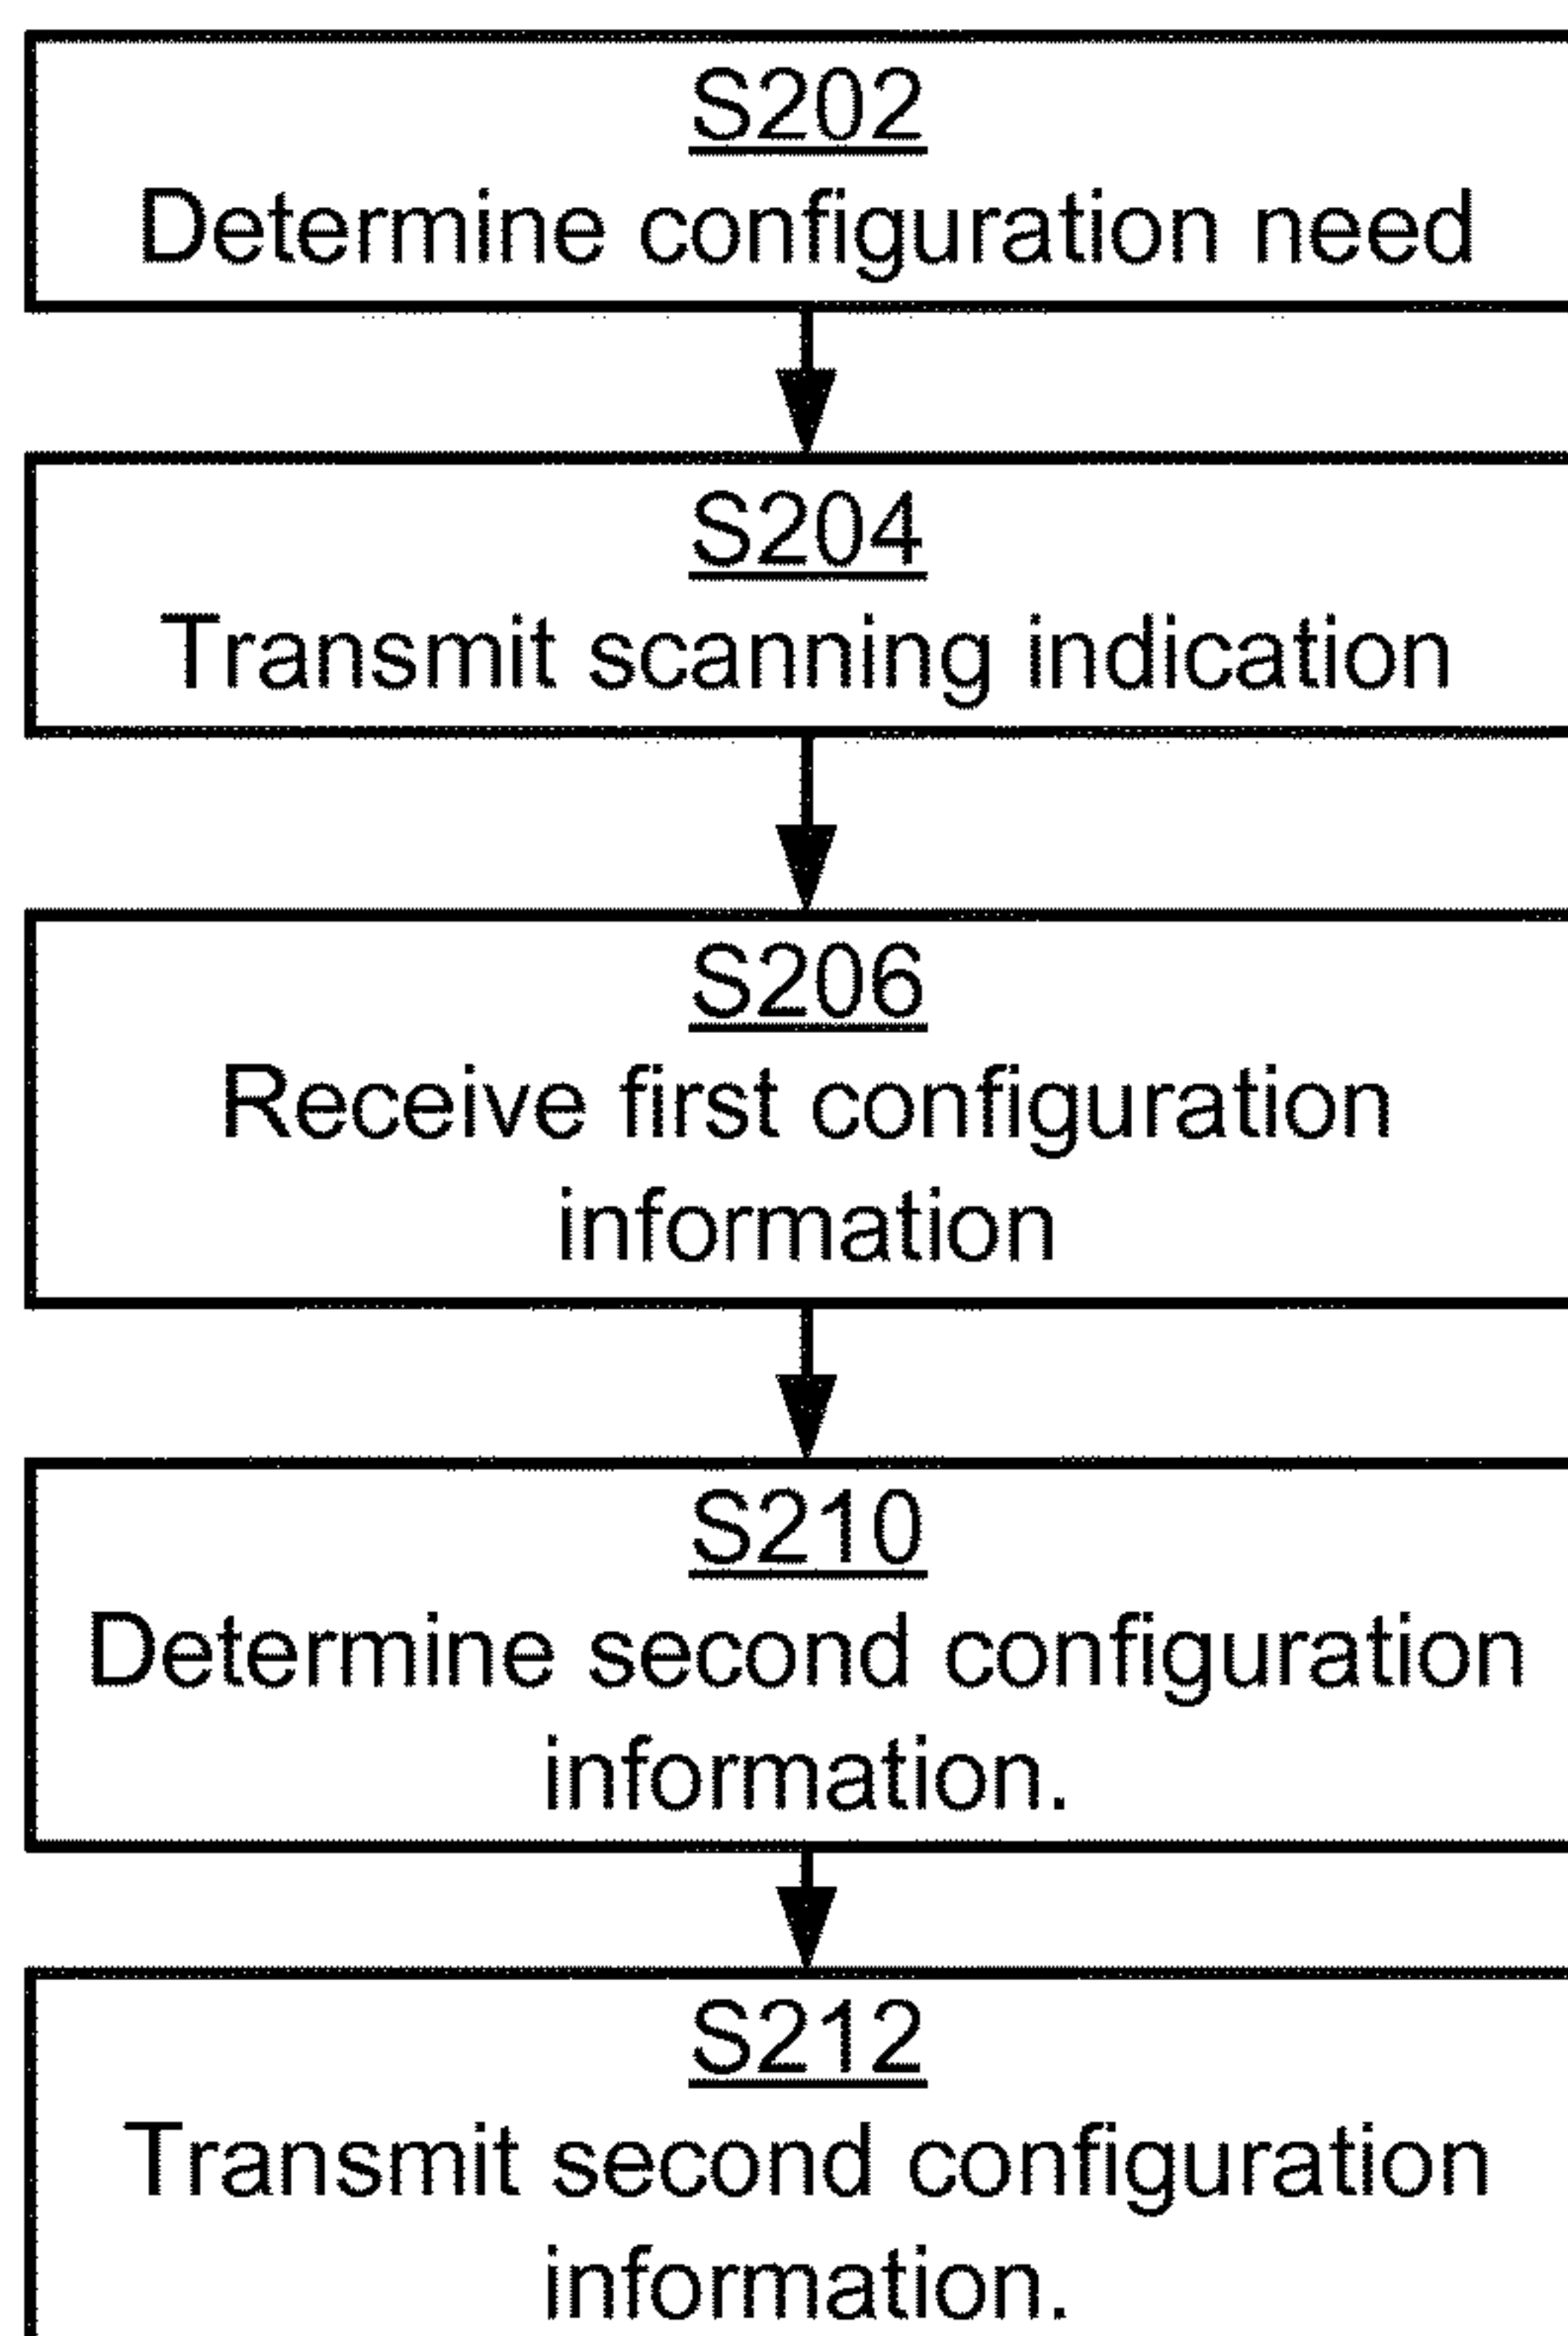 S202
Determine configuration need
S204
Transmit scanning indication
S206
Receive first configuration
information
S210
Determine second configuration
information.
S212
Transmit second configuration
information.